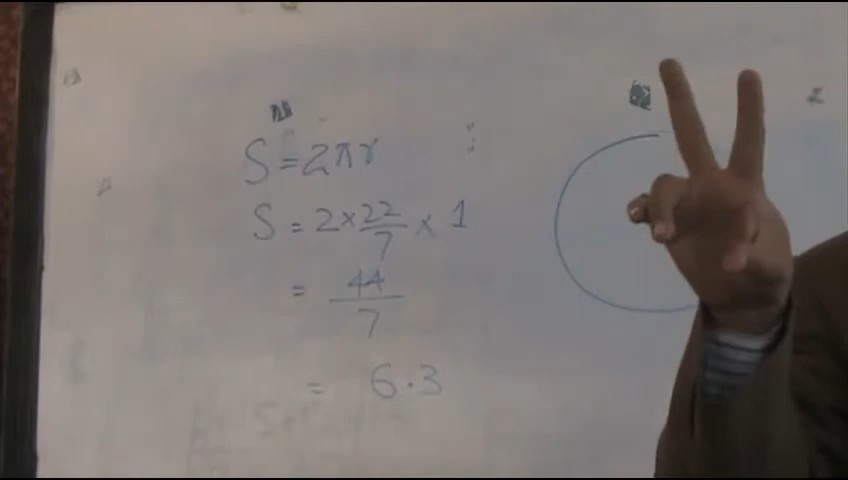 S = 2πr
S = 2 × 22/7 × 1
= 44/7
= 6.3